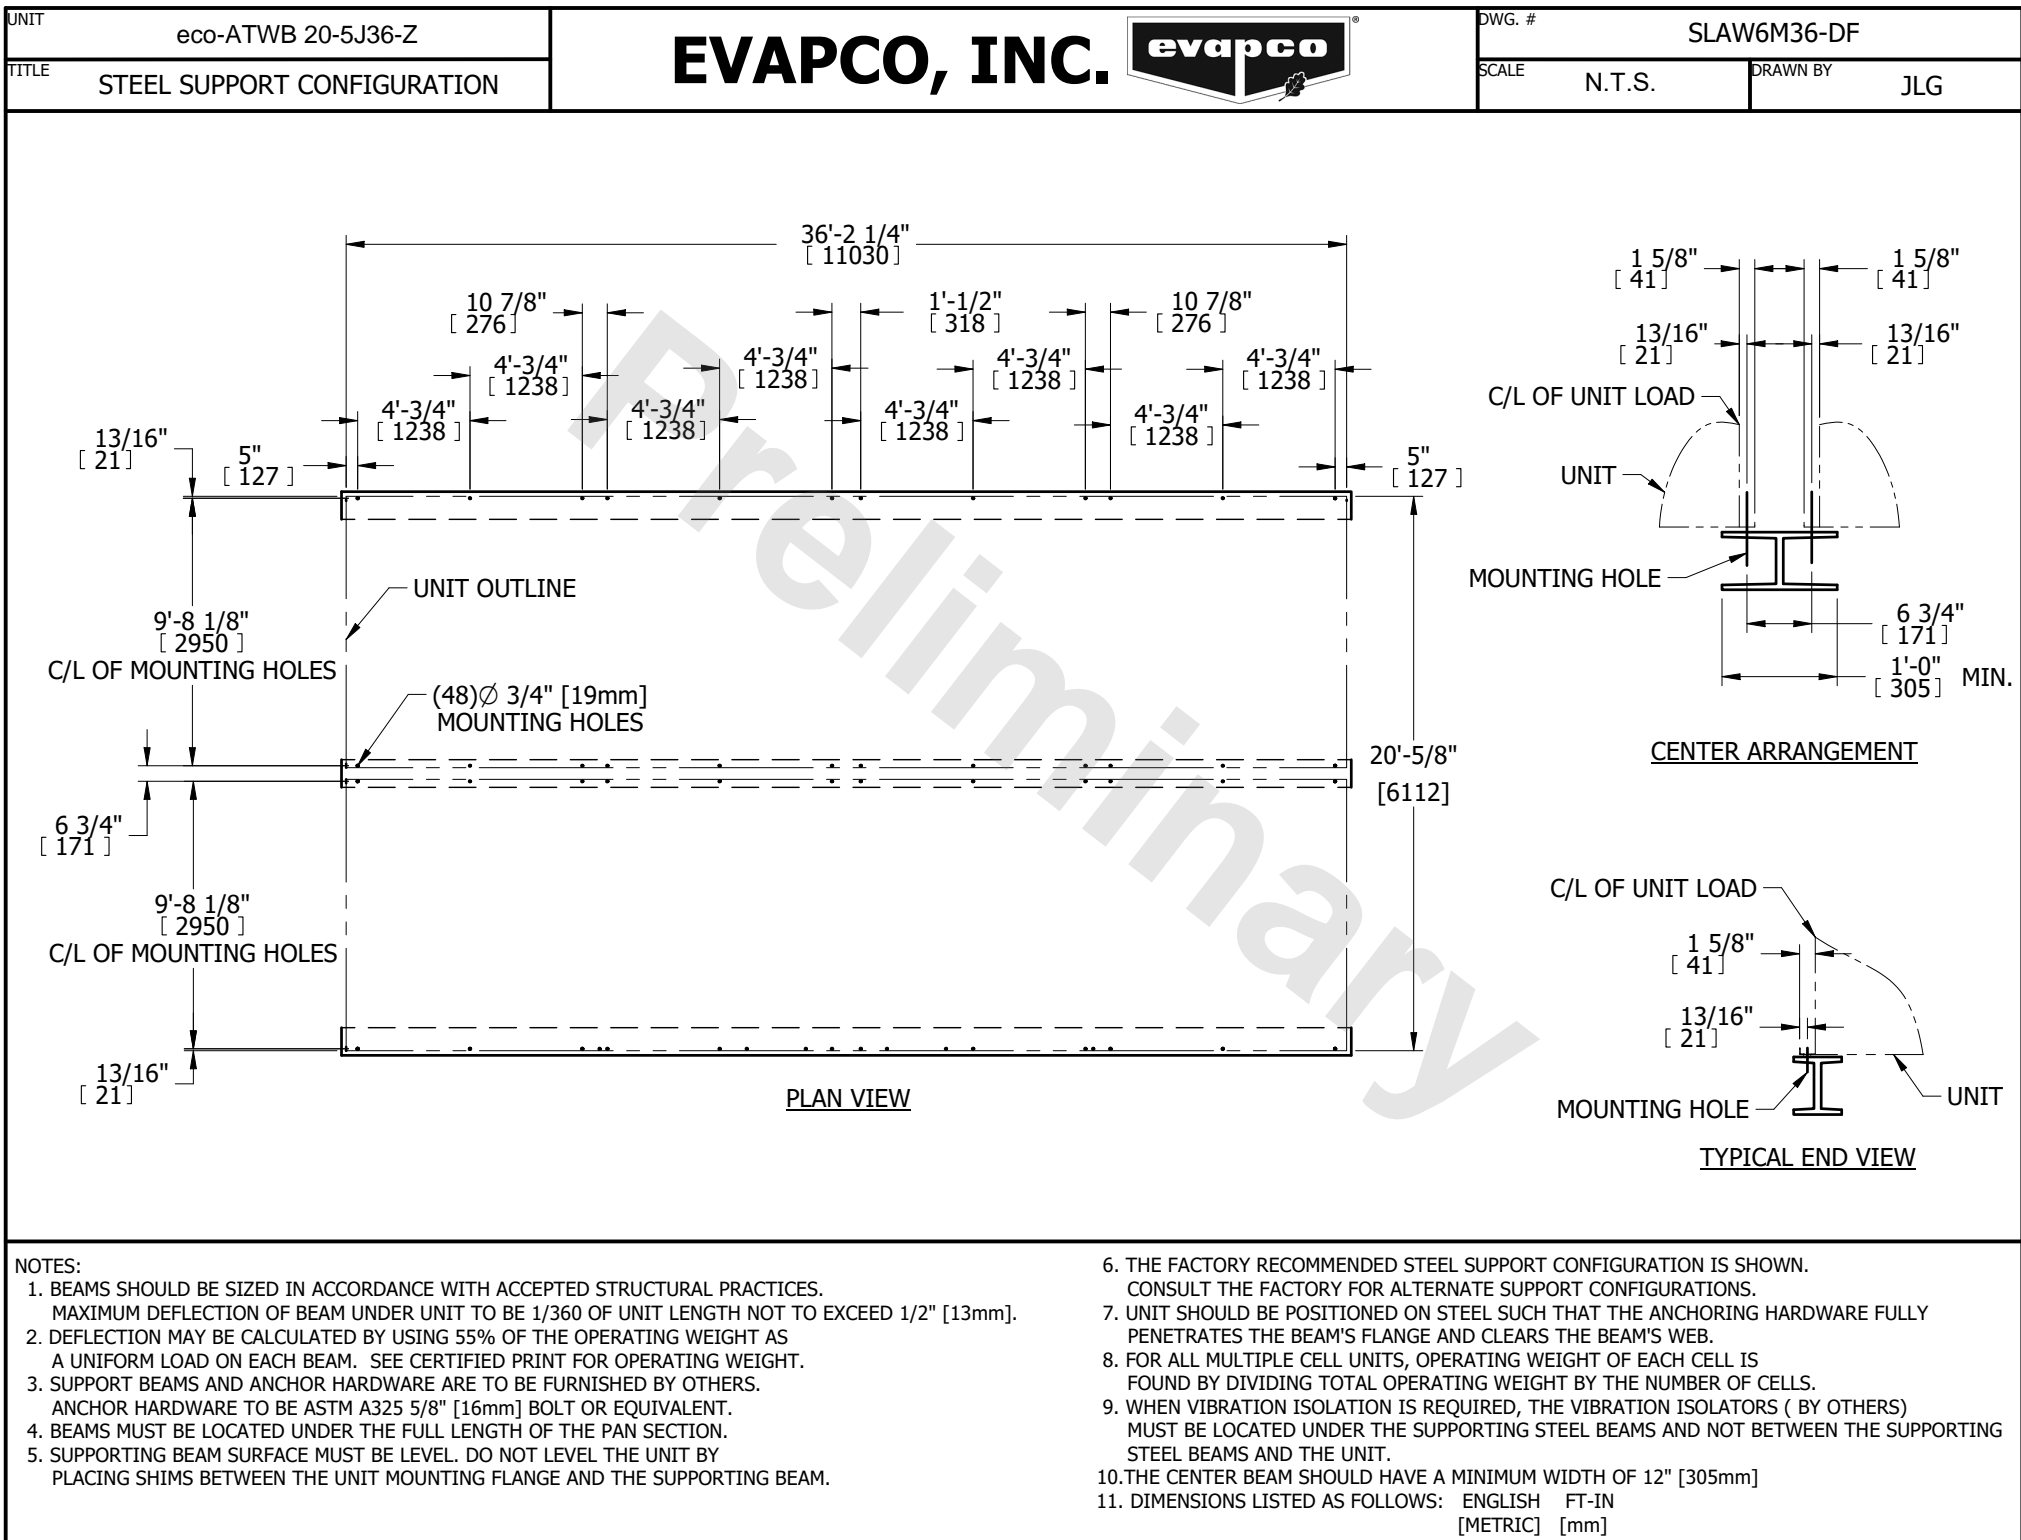 UNIT
eco-ATWB 20-5J36-Z
TITLE
STEEL SUPPORT CONFIGURATION
EVAPCO, INC.
evapco
®
DWG. #
SLAW6M36-DF
SCALE
N.T.S.
DRAWN BY
JLG
36'-2 1/4"
[ 11030 ]
10 7/8"
[ 276 ]
1'-1/2"
[ 318 ]
10 7/8"
[ 276 ]
4'-3/4"
[ 1238 ]
4'-3/4"
[ 1238 ]
4'-3/4"
[ 1238 ]
4'-3/4"
[ 1238 ]
4'-3/4"
[ 1238 ]
4'-3/4"
[ 1238 ]
4'-3/4"
[ 1238 ]
4'-3/4"
[ 1238 ]
13/16"
[ 21 ]
5"
[ 127 ]
5"
[ 127 ]
UNIT OUTLINE
9'-8 1/8"
[ 2950 ]
C/L OF MOUNTING HOLES
(48)Ø 3/4" [19mm]
MOUNTING HOLES
20'-5/8"
[6112]
6 3/4"
[ 171 ]
9'-8 1/8"
[ 2950 ]
C/L OF MOUNTING HOLES
13/16"
[ 21 ]
PLAN VIEW
Preliminary
1 5/8"
[ 41 ]
1 5/8"
[ 41 ]
13/16"
[ 21 ]
13/16"
[ 21 ]
C/L OF UNIT LOAD
UNIT
MOUNTING HOLE
6 3/4"
[ 171 ]
1'-0"
[ 305 ] MIN.
CENTER ARRANGEMENT
C/L OF UNIT LOAD
1 5/8"
[ 41 ]
13/16"
[ 21 ]
MOUNTING HOLE
UNIT
TYPICAL END VIEW
NOTES:
1. BEAMS SHOULD BE SIZED IN ACCORDANCE WITH ACCEPTED STRUCTURAL PRACTICES.
MAXIMUM DEFLECTION OF BEAM UNDER UNIT TO BE 1/360 OF UNIT LENGTH NOT TO EXCEED 1/2" [13mm].
2. DEFLECTION MAY BE CALCULATED BY USING 55% OF THE OPERATING WEIGHT AS
A UNIFORM LOAD ON EACH BEAM. SEE CERTIFIED PRINT FOR OPERATING WEIGHT.
3. SUPPORT BEAMS AND ANCHOR HARDWARE ARE TO BE FURNISHED BY OTHERS.
ANCHOR HARDWARE TO BE ASTM A325 5/8" [16mm] BOLT OR EQUIVALENT.
4. BEAMS MUST BE LOCATED UNDER THE FULL LENGTH OF THE PAN SECTION.
5. SUPPORTING BEAM SURFACE MUST BE LEVEL. DO NOT LEVEL THE UNIT BY
PLACING SHIMS BETWEEN THE UNIT MOUNTING FLANGE AND THE SUPPORTING BEAM.
6. THE FACTORY RECOMMENDED STEEL SUPPORT CONFIGURATION IS SHOWN.
CONSULT THE FACTORY FOR ALTERNATE SUPPORT CONFIGURATIONS.
7. UNIT SHOULD BE POSITIONED ON STEEL SUCH THAT THE ANCHORING HARDWARE FULLY
PENETRATES THE BEAM'S FLANGE AND CLEARS THE BEAM'S WEB.
8. FOR ALL MULTIPLE CELL UNITS, OPERATING WEIGHT OF EACH CELL IS
FOUND BY DIVIDING TOTAL OPERATING WEIGHT BY THE NUMBER OF CELLS.
9. WHEN VIBRATION ISOLATION IS REQUIRED, THE VIBRATION ISOLATORS ( BY OTHERS)
MUST BE LOCATED UNDER THE SUPPORTING STEEL BEAMS AND NOT BETWEEN THE SUPPORTING
STEEL BEAMS AND THE UNIT.
10.THE CENTER BEAM SHOULD HAVE A MINIMUM WIDTH OF 12" [305mm]
11. DIMENSIONS LISTED AS FOLLOWS: ENGLISH FT-IN
[METRIC] [mm]